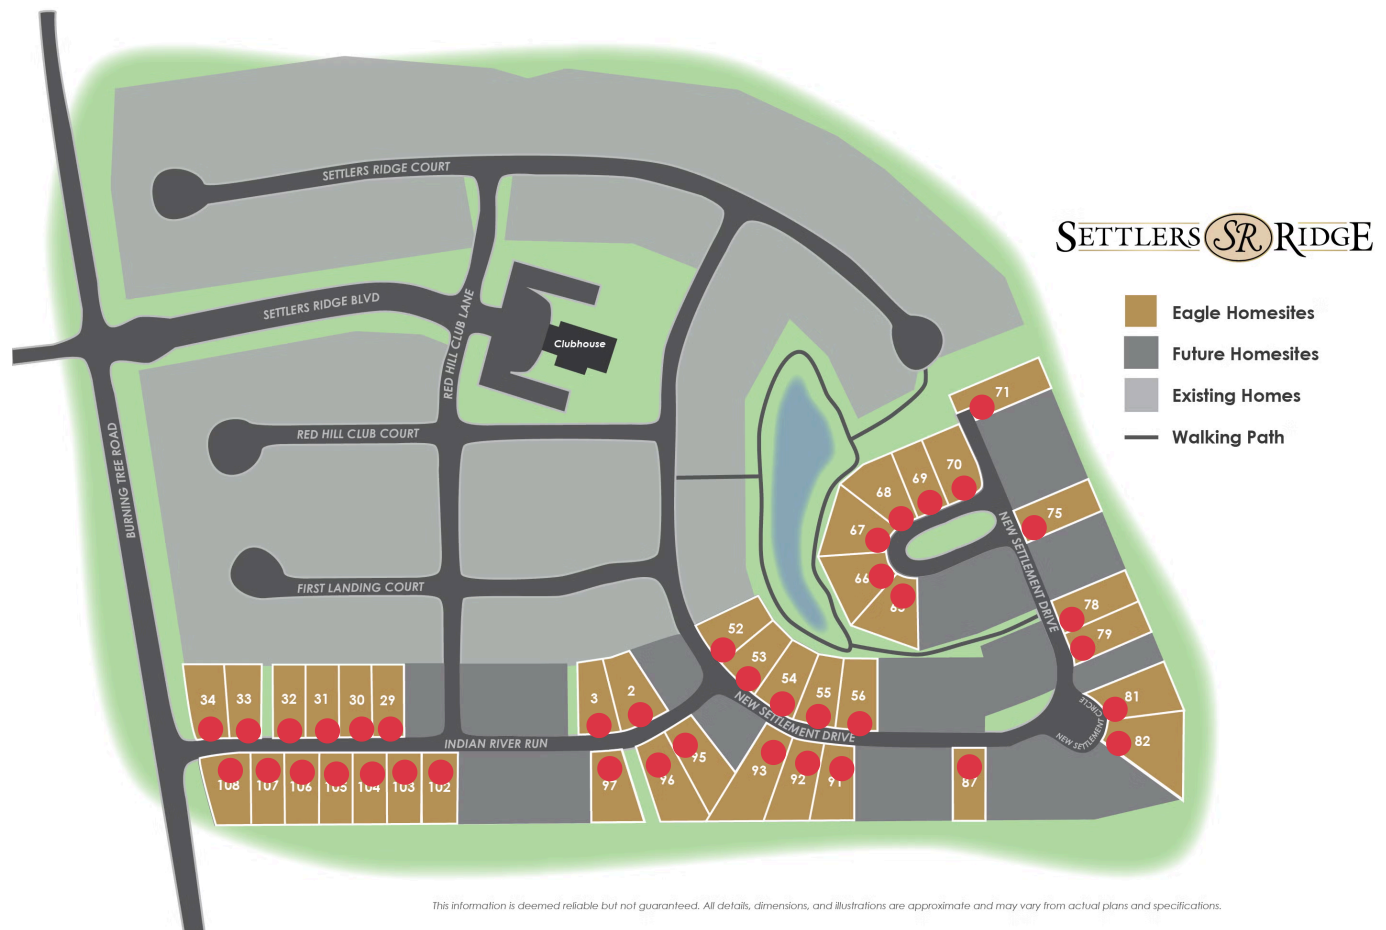 SETTLERS RIDGE COURT
SETTLERS SR RIDGE
SETTLERS RIDGE BLVD
RED HILL CLUB LANE
Clubhouse
Eagle Homesites
Future Homesites
Existing Homes
Walking Path
BURNING TREE ROAD
RED HILL CLUB COURT
FIRST LANDING COURT
71
70
69
68
67
66
65
75
NEW SETTLEMENT DRIVE
78
79
81
82
NEW SETTLEMENT CIRCLE
52
53
54
55
56
NEW SETTLEMENT DRIVE
34
33
32
31
30
29
3
2
INDIAN RIVER RUN
108
107
106
105
104
103
102
97
96
95
93
92
91
87
This information is deemed reliable but not guaranteed. All details, dimensions, and illustrations are approximate and may vary from actual plans and specifications.